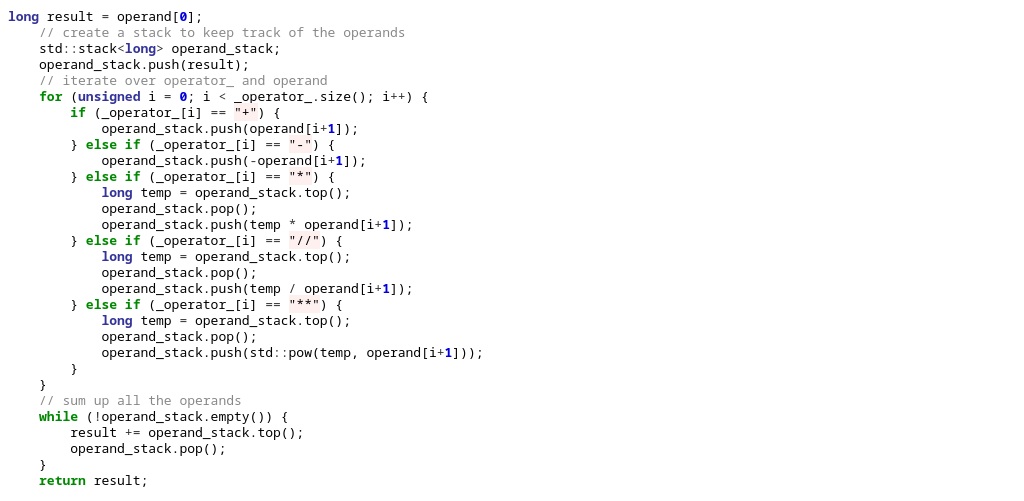 long result = operand[0];
    // create a stack to keep track of the operands
    std::stack<long> operand_stack;
    operand_stack.push(result);
    // iterate over operator_ and operand
    for (unsigned i = 0; i < _operator_.size(); i++) {
        if (_operator_[i] == "+") {
            operand_stack.push(operand[i+1]);
        } else if (_operator_[i] == "-") {
            operand_stack.push(-operand[i+1]);
        } else if (_operator_[i] == "*") {
            long temp = operand_stack.top();
            operand_stack.pop();
            operand_stack.push(temp * operand[i+1]);
        } else if (_operator_[i] == "//") {
            long temp = operand_stack.top();
            operand_stack.pop();
            operand_stack.push(temp / operand[i+1]);
        } else if (_operator_[i] == "**") {
            long temp = operand_stack.top();
            operand_stack.pop();
            operand_stack.push(std::pow(temp, operand[i+1]));
        }
    }
    // sum up all the operands
    while (!operand_stack.empty()) {
        result += operand_stack.top();
        operand_stack.pop();
    }
    return result;